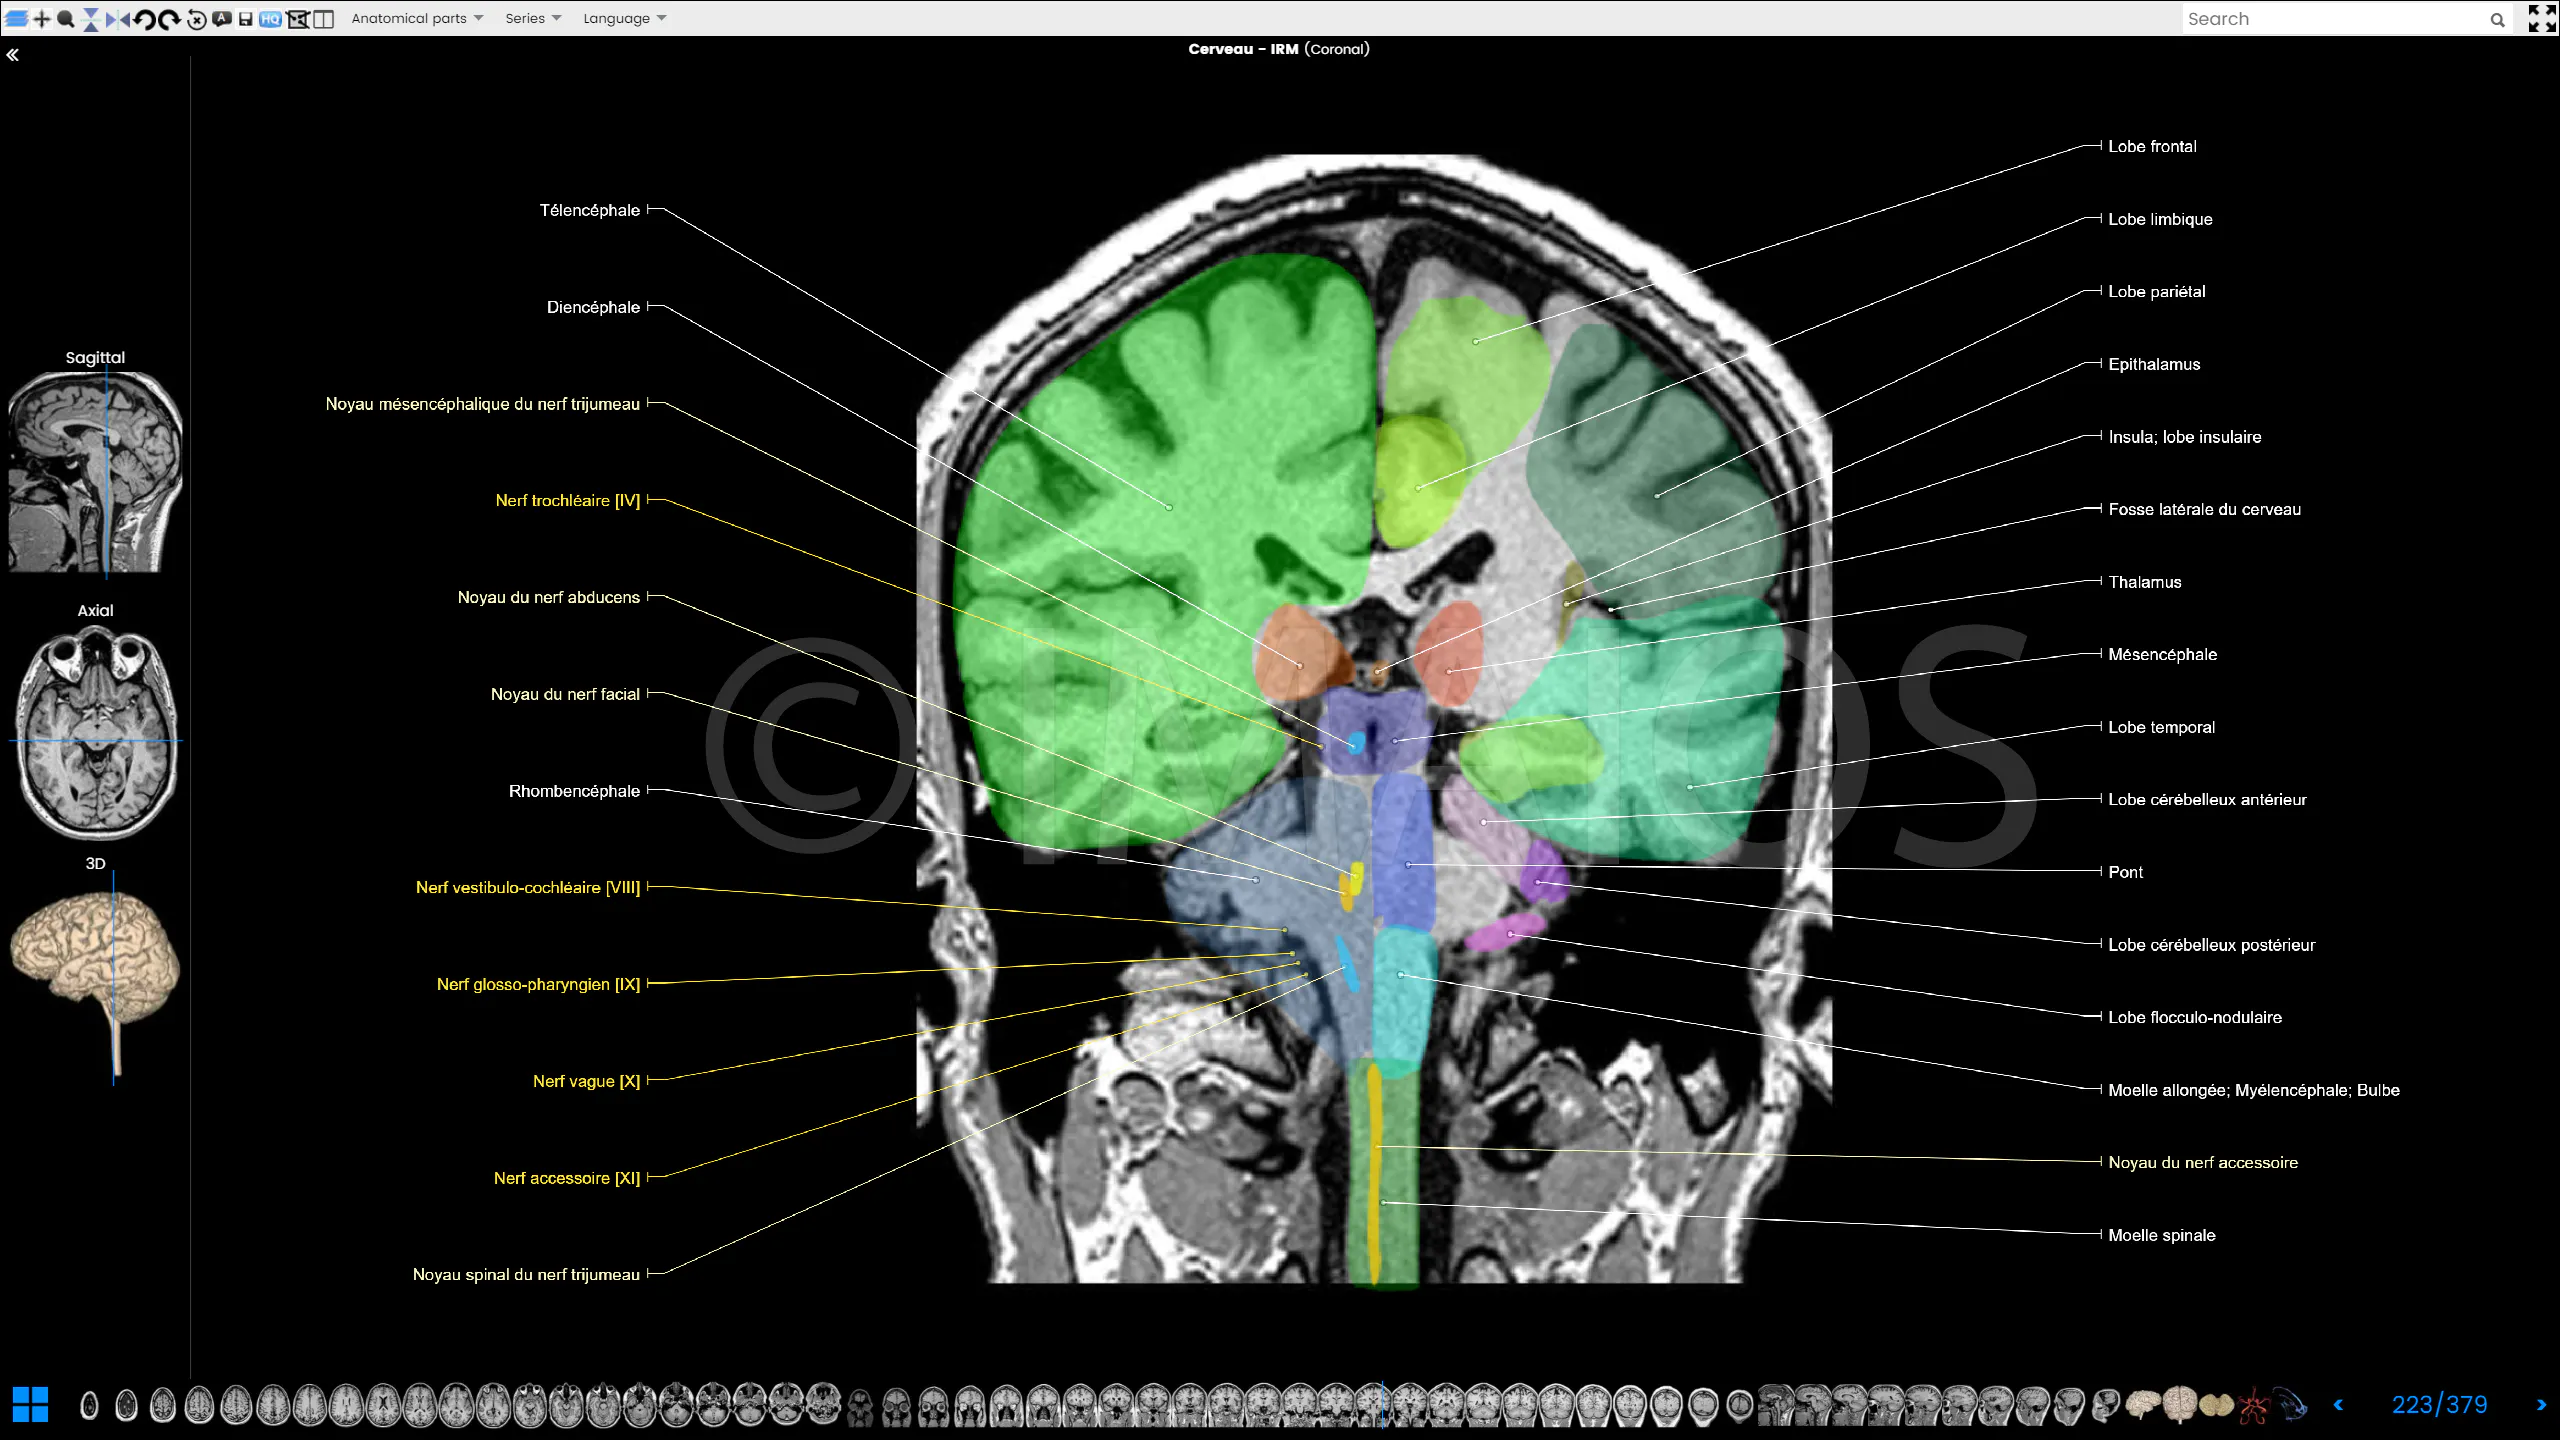 Anatomical parts Series Language Search
Cerveau - IRM (Coronal)
Sagittal
Axial
3D
Télencéphale
Diencéphale
Noyau mésencéphalique du nerf trijumeau
Nerf trochléaire [IV]
Noyau du nerf abducens
Noyau du nerf facial
Rhombencéphale
Nerf vestibulo-cochléaire [VIII]
Nerf glosso-pharyngien [IX]
Nerf vague [X]
Nerf accessoire [XI]
Noyau spinal du nerf trijumeau
Lobe frontal
Lobe limbique
Lobe pariétal
Epithalamus
Insula; lobe insulaire
Fosse latérale du cerveau
Thalamus
Mésencéphale
Lobe temporal
Lobe cérébelleux antérieur
Pont
Lobe cérébelleux postérieur
Lobe flocculo-nodulaire
Moelle allongée; Myélencéphale; Bulbe
Noyau du nerf accessoire
Moelle spinale
© IMAIOS
A HQ
223/379